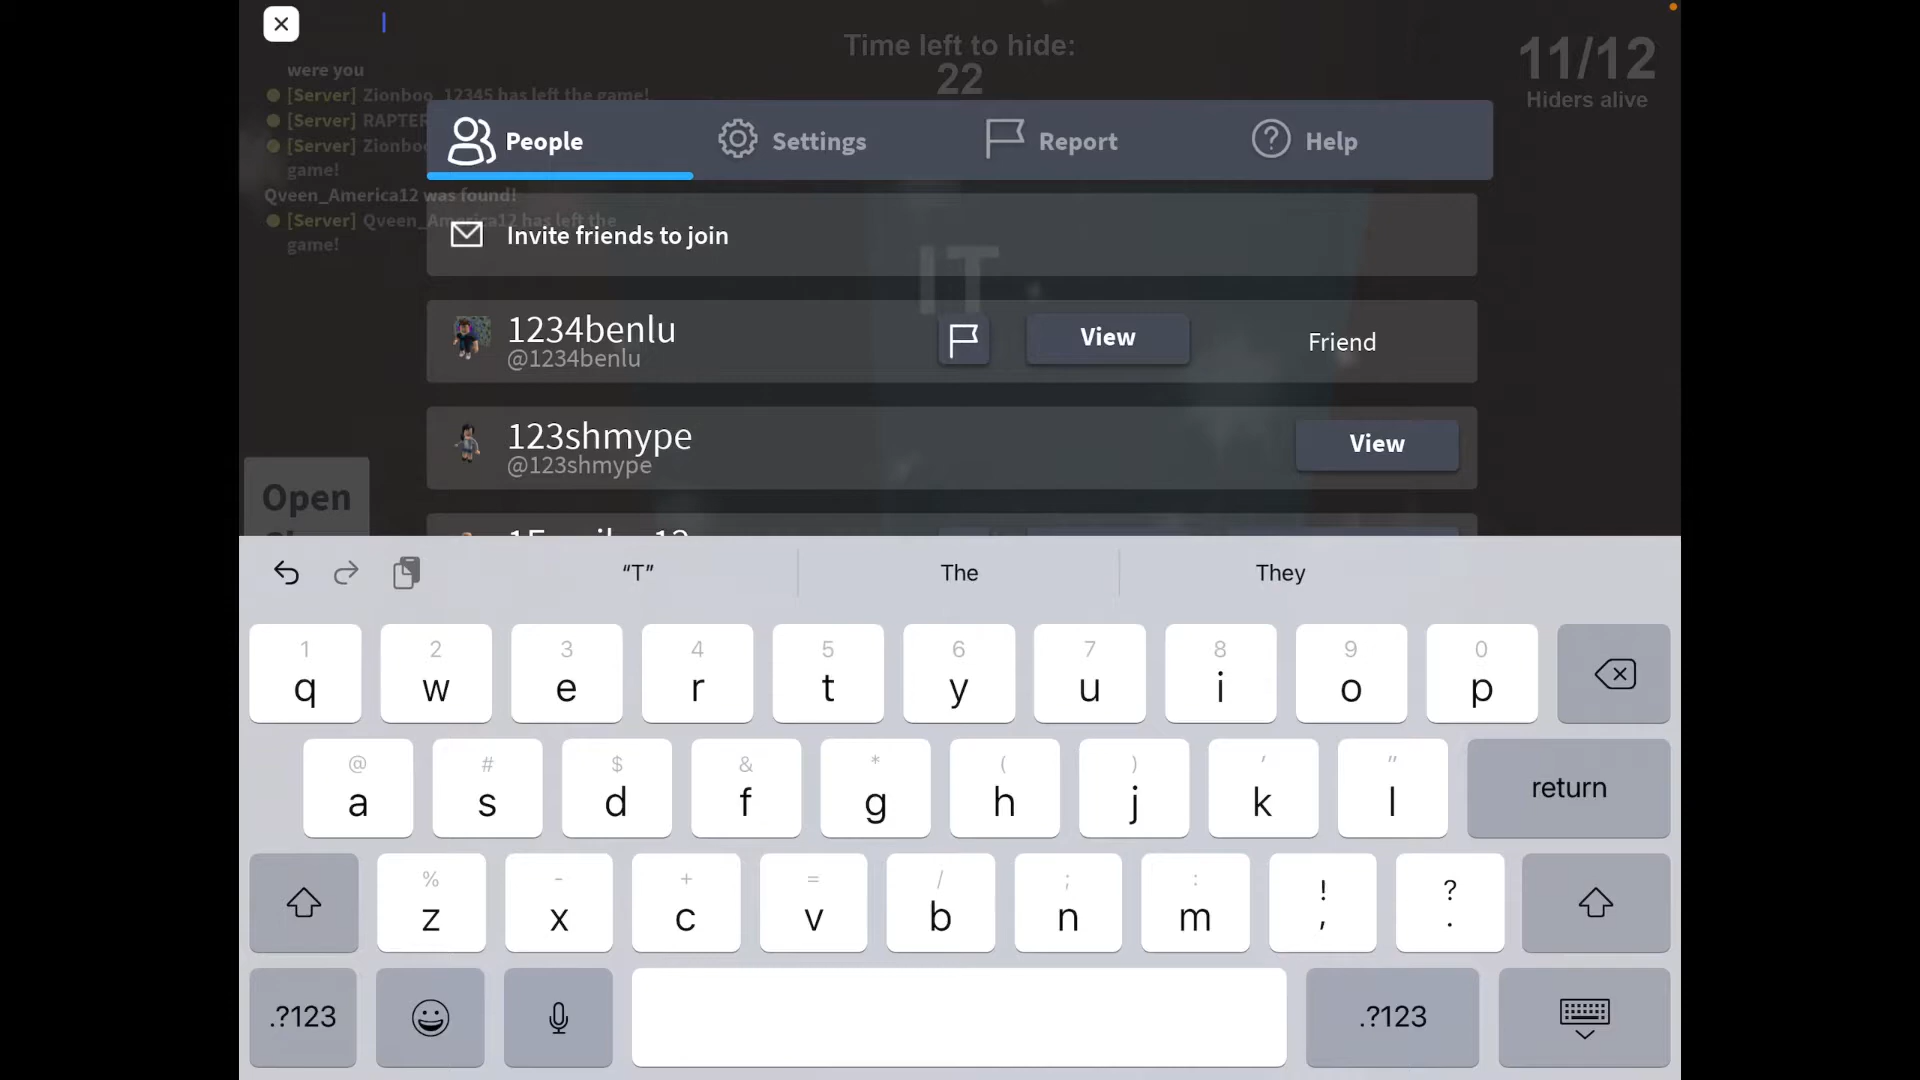 Time left to hide:
22
11/12
Hiders alive
were you
[Server] Zionboo_12345 has left the game!
[Server] RAPTER
[Server] Zionboo
game!
Qveen_America12 was found!
[Server] Qveen_America12 has left the
game!
People
Settings
Report
Help
Invite friends to join
IT
1234benlu
@1234benlu
View
Friend
123shmype
@123shmype
View
Open
“T”
The
They
1 2 3 4 5 6 7 8 9 0
q w e r t y u i o p
@ # $ & * ( ) ' "
a s d f g h j k l return
% - + = / ; : ! ?
z x c v b n m , .
.?123 .?123